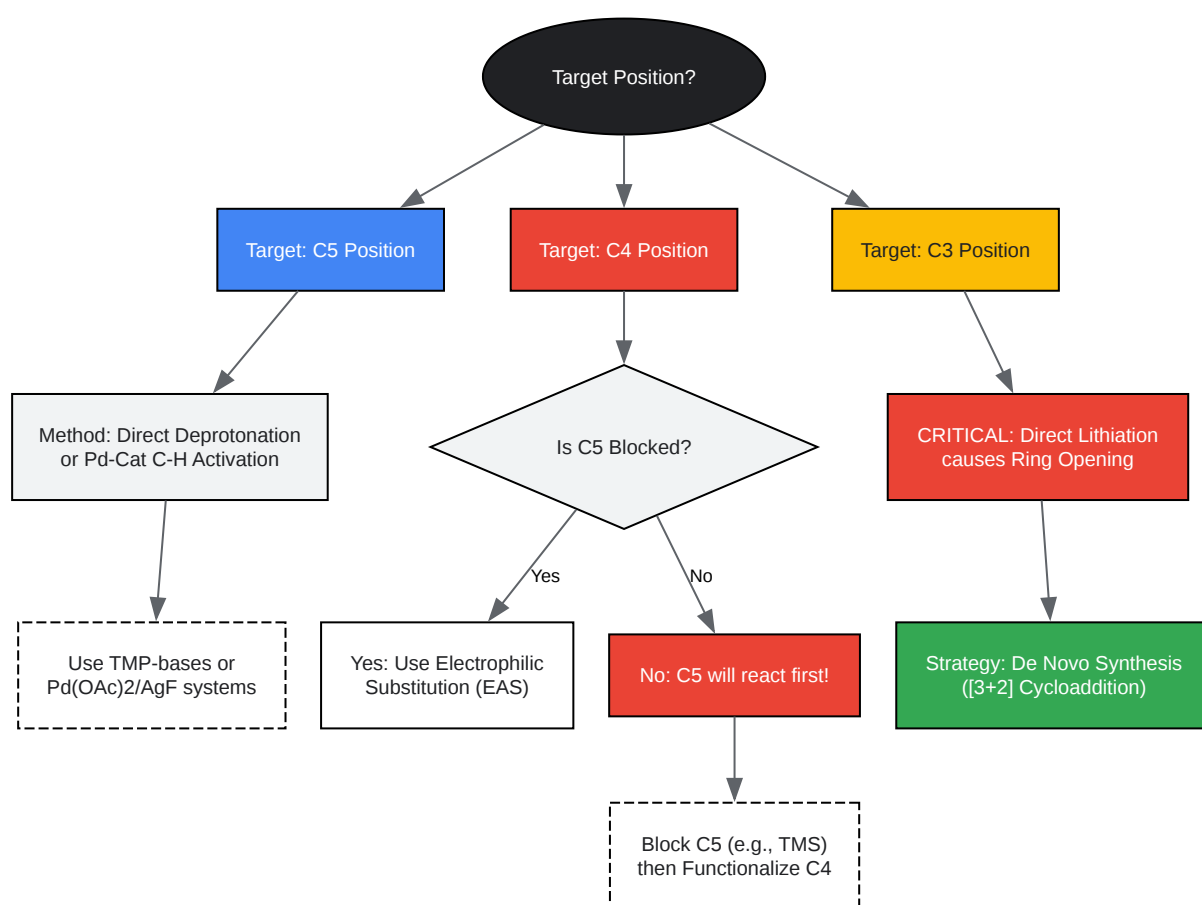 Target Position?
Target: C5 Position
Target: C4 Position
Target: C3 Position
Method: Direct Deprotonation
or Pd-Cat C-H Activation
Is C5 Blocked?
CRITICAL: Direct Lithiation
causes Ring Opening
Yes
No
Use TMP-bases or
Pd(OAc)2/AgF systems
Yes: Use Electrophilic
Substitution (EAS)
No: C5 will react first!
Strategy: De Novo Synthesis
([3+2] Cycloaddition)
Block C5 (e.g., TMS)
then Functionalize C4